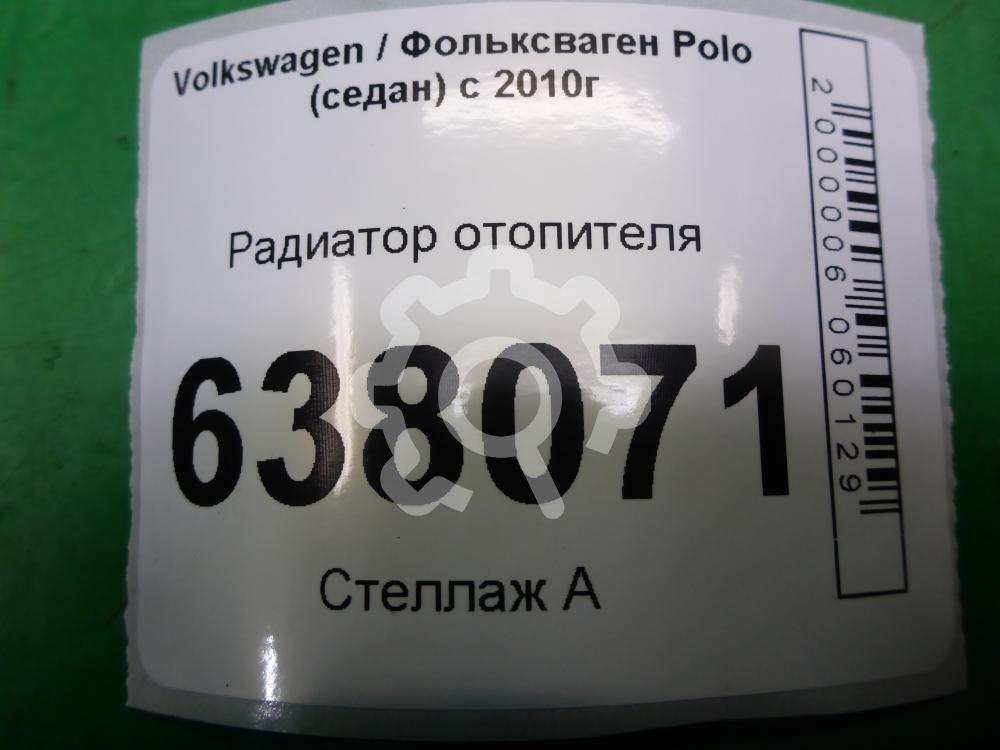 Volkswagen / Фольксваген Polo
(седан) с 2010г
Радиатор отопителя
638071
Стеллаж А
2000006060129